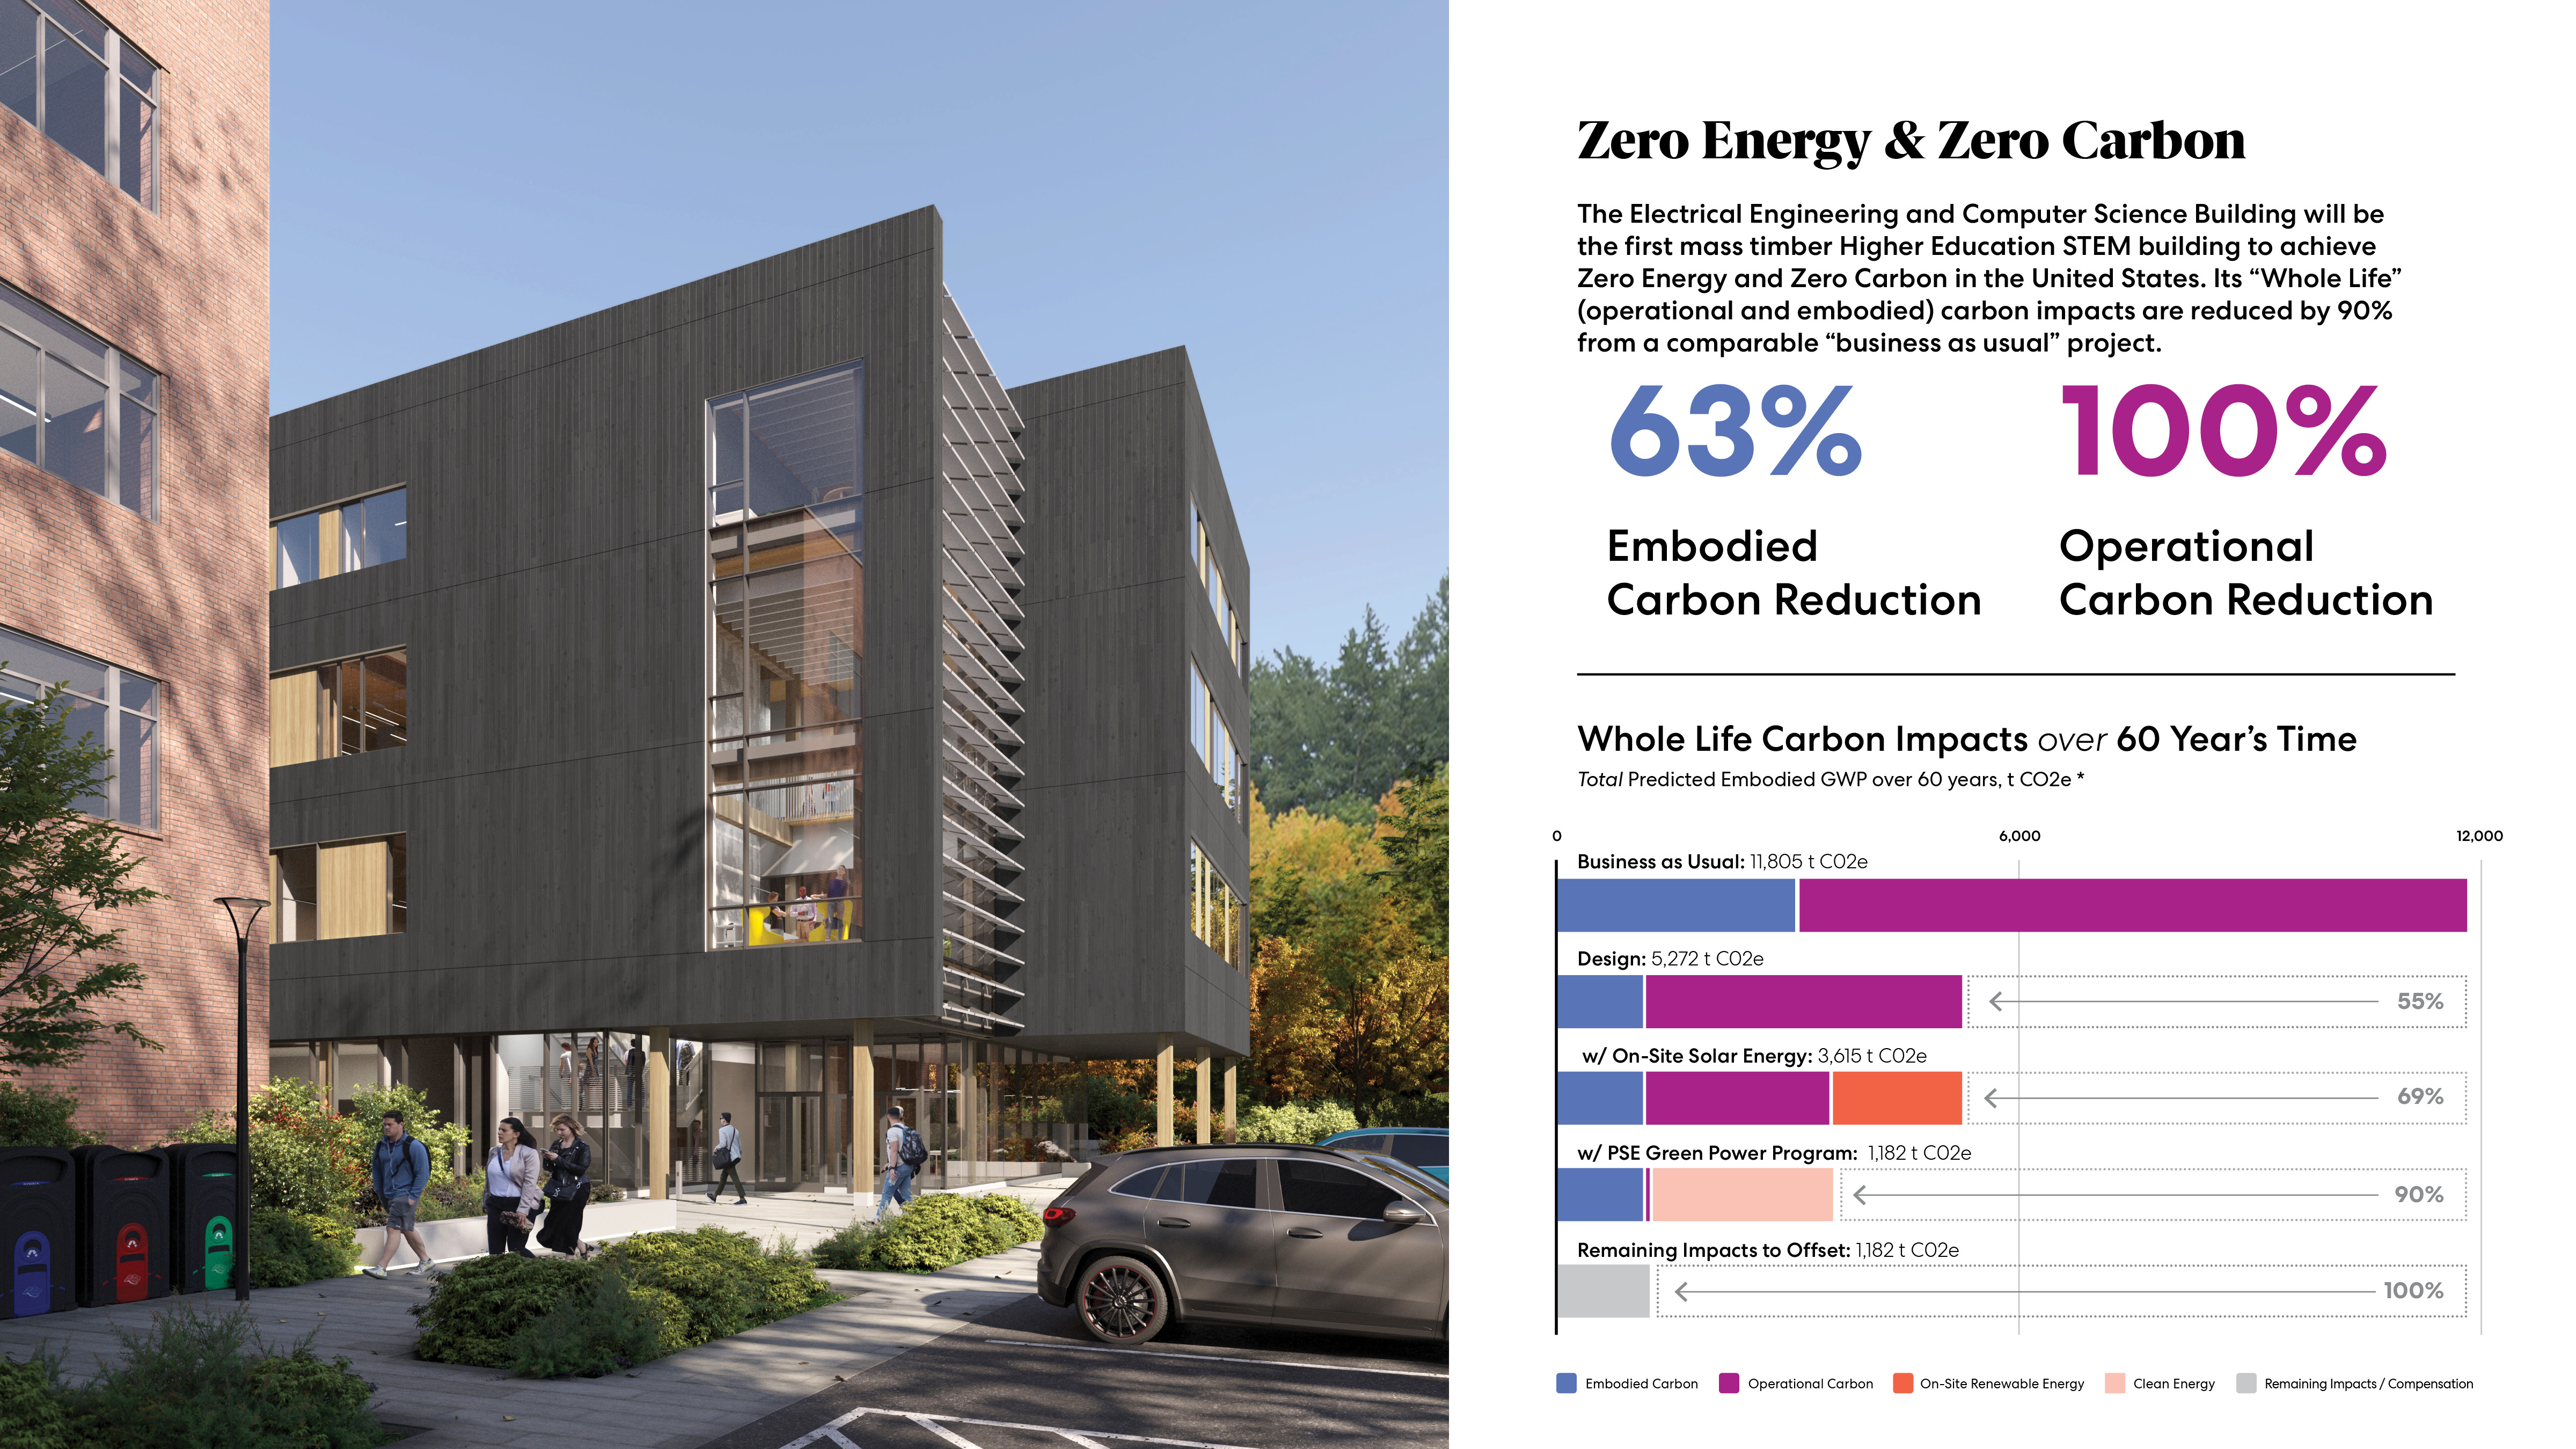 Zero Energy & Zero Carbon
The Electrical Engineering and Computer Science Building will be
the first mass timber Higher Education STEM building to achieve
Zero Energy and Zero Carbon in the United States. Its “Whole Life”
(operational and embodied) carbon impacts are reduced by 90%
from a comparable “business as usual” project.
63%
Embodied
Carbon Reduction
100%
Operational
Carbon Reduction
Whole Life Carbon Impacts over 60 Year’s Time
Total Predicted Embodied GWP over 60 years, t CO2e *
0 6,000 12,000
Business as Usual: 11,805 t C02e
Design: 5,272 t C02e
55%
w/ On-Site Solar Energy: 3,615 t C02e
69%
w/ PSE Green Power Program: 1,182 t C02e
90%
Remaining Impacts to Offset: 1,182 t C02e
100%
Embodied Carbon Operational Carbon On-Site Renewable Energy Clean Energy Remaining Impacts / Compensation